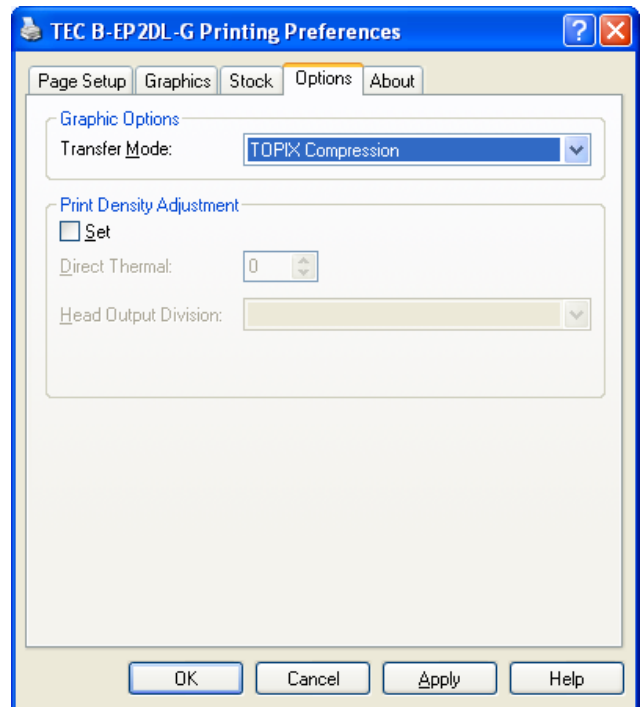 TEC B-EP2DL-G Printing Preferences
Page Setup Graphics Stock Options About
Graphic Options
Transfer Mode: TOPIX Compression
Print Density Adjustment
Set
Direct Thermal: 0
Head Output Division:
OK Cancel Apply Help